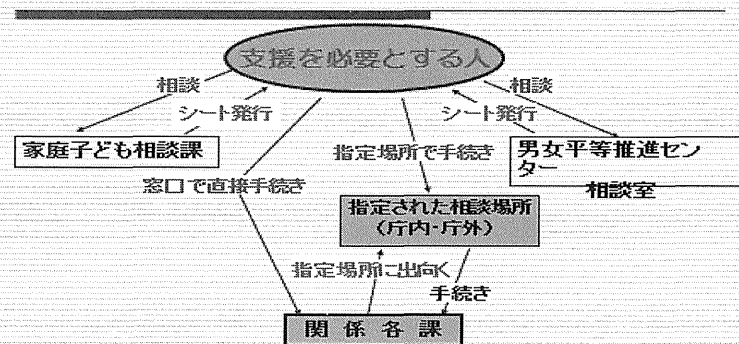 支援を必要とする人
相談
相談
シート発行
シート発行
家庭子ども相談課
指定場所で手続き
男女平等推進セン
ター
相談室
窓口で直接手続き
指定された相談場所
(庁内・庁外)
指定場所に出向く
手続き
関係各課